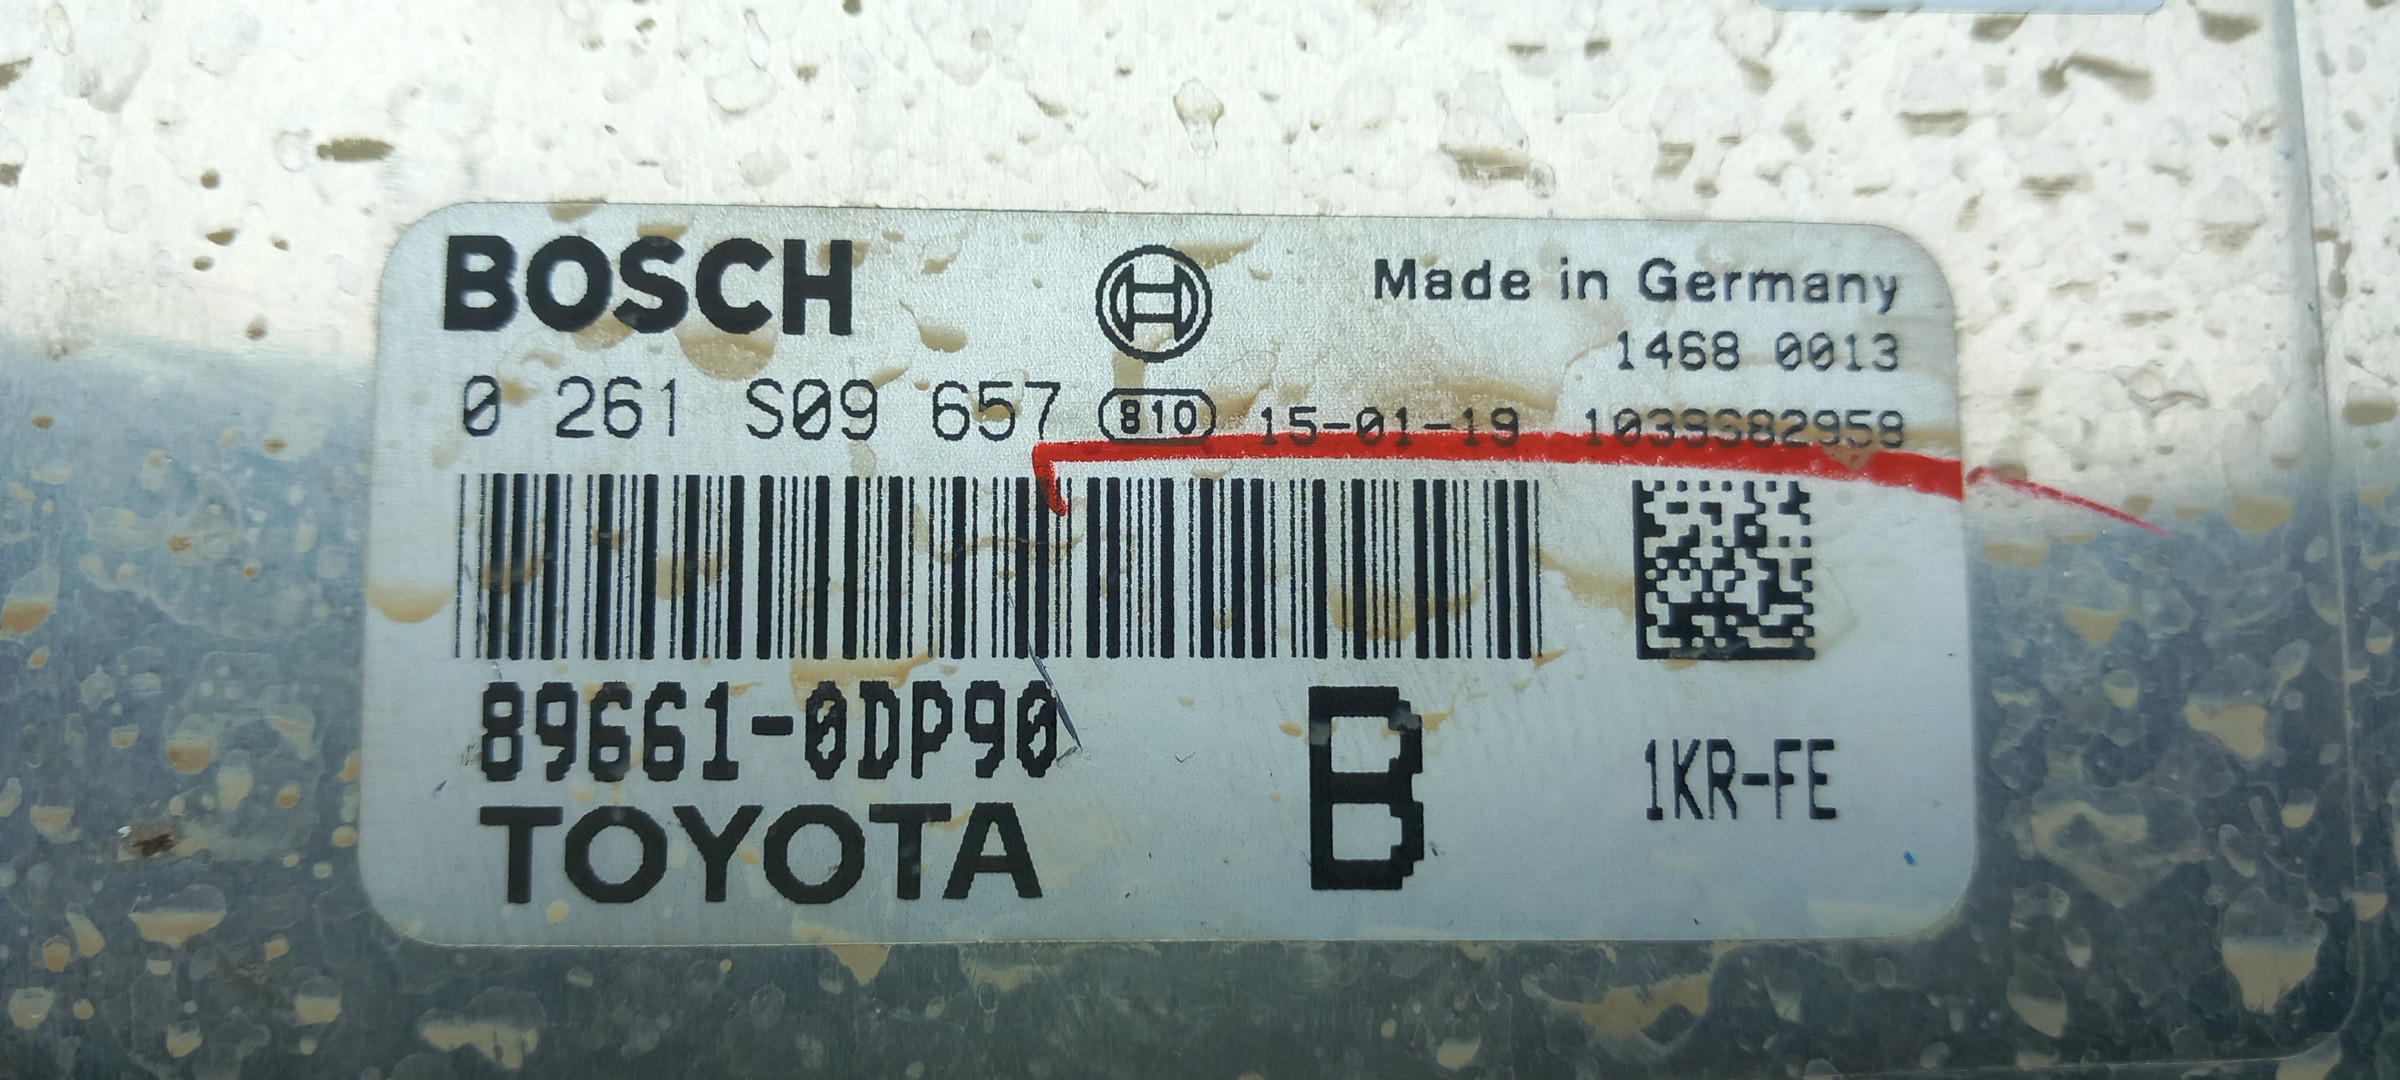 BOSCH
Made in Germany
1468 0013
0 261 S09 657 810 15-01-19 1039S82959
89661-0DP90 B 1KR-FE
TOYOTA